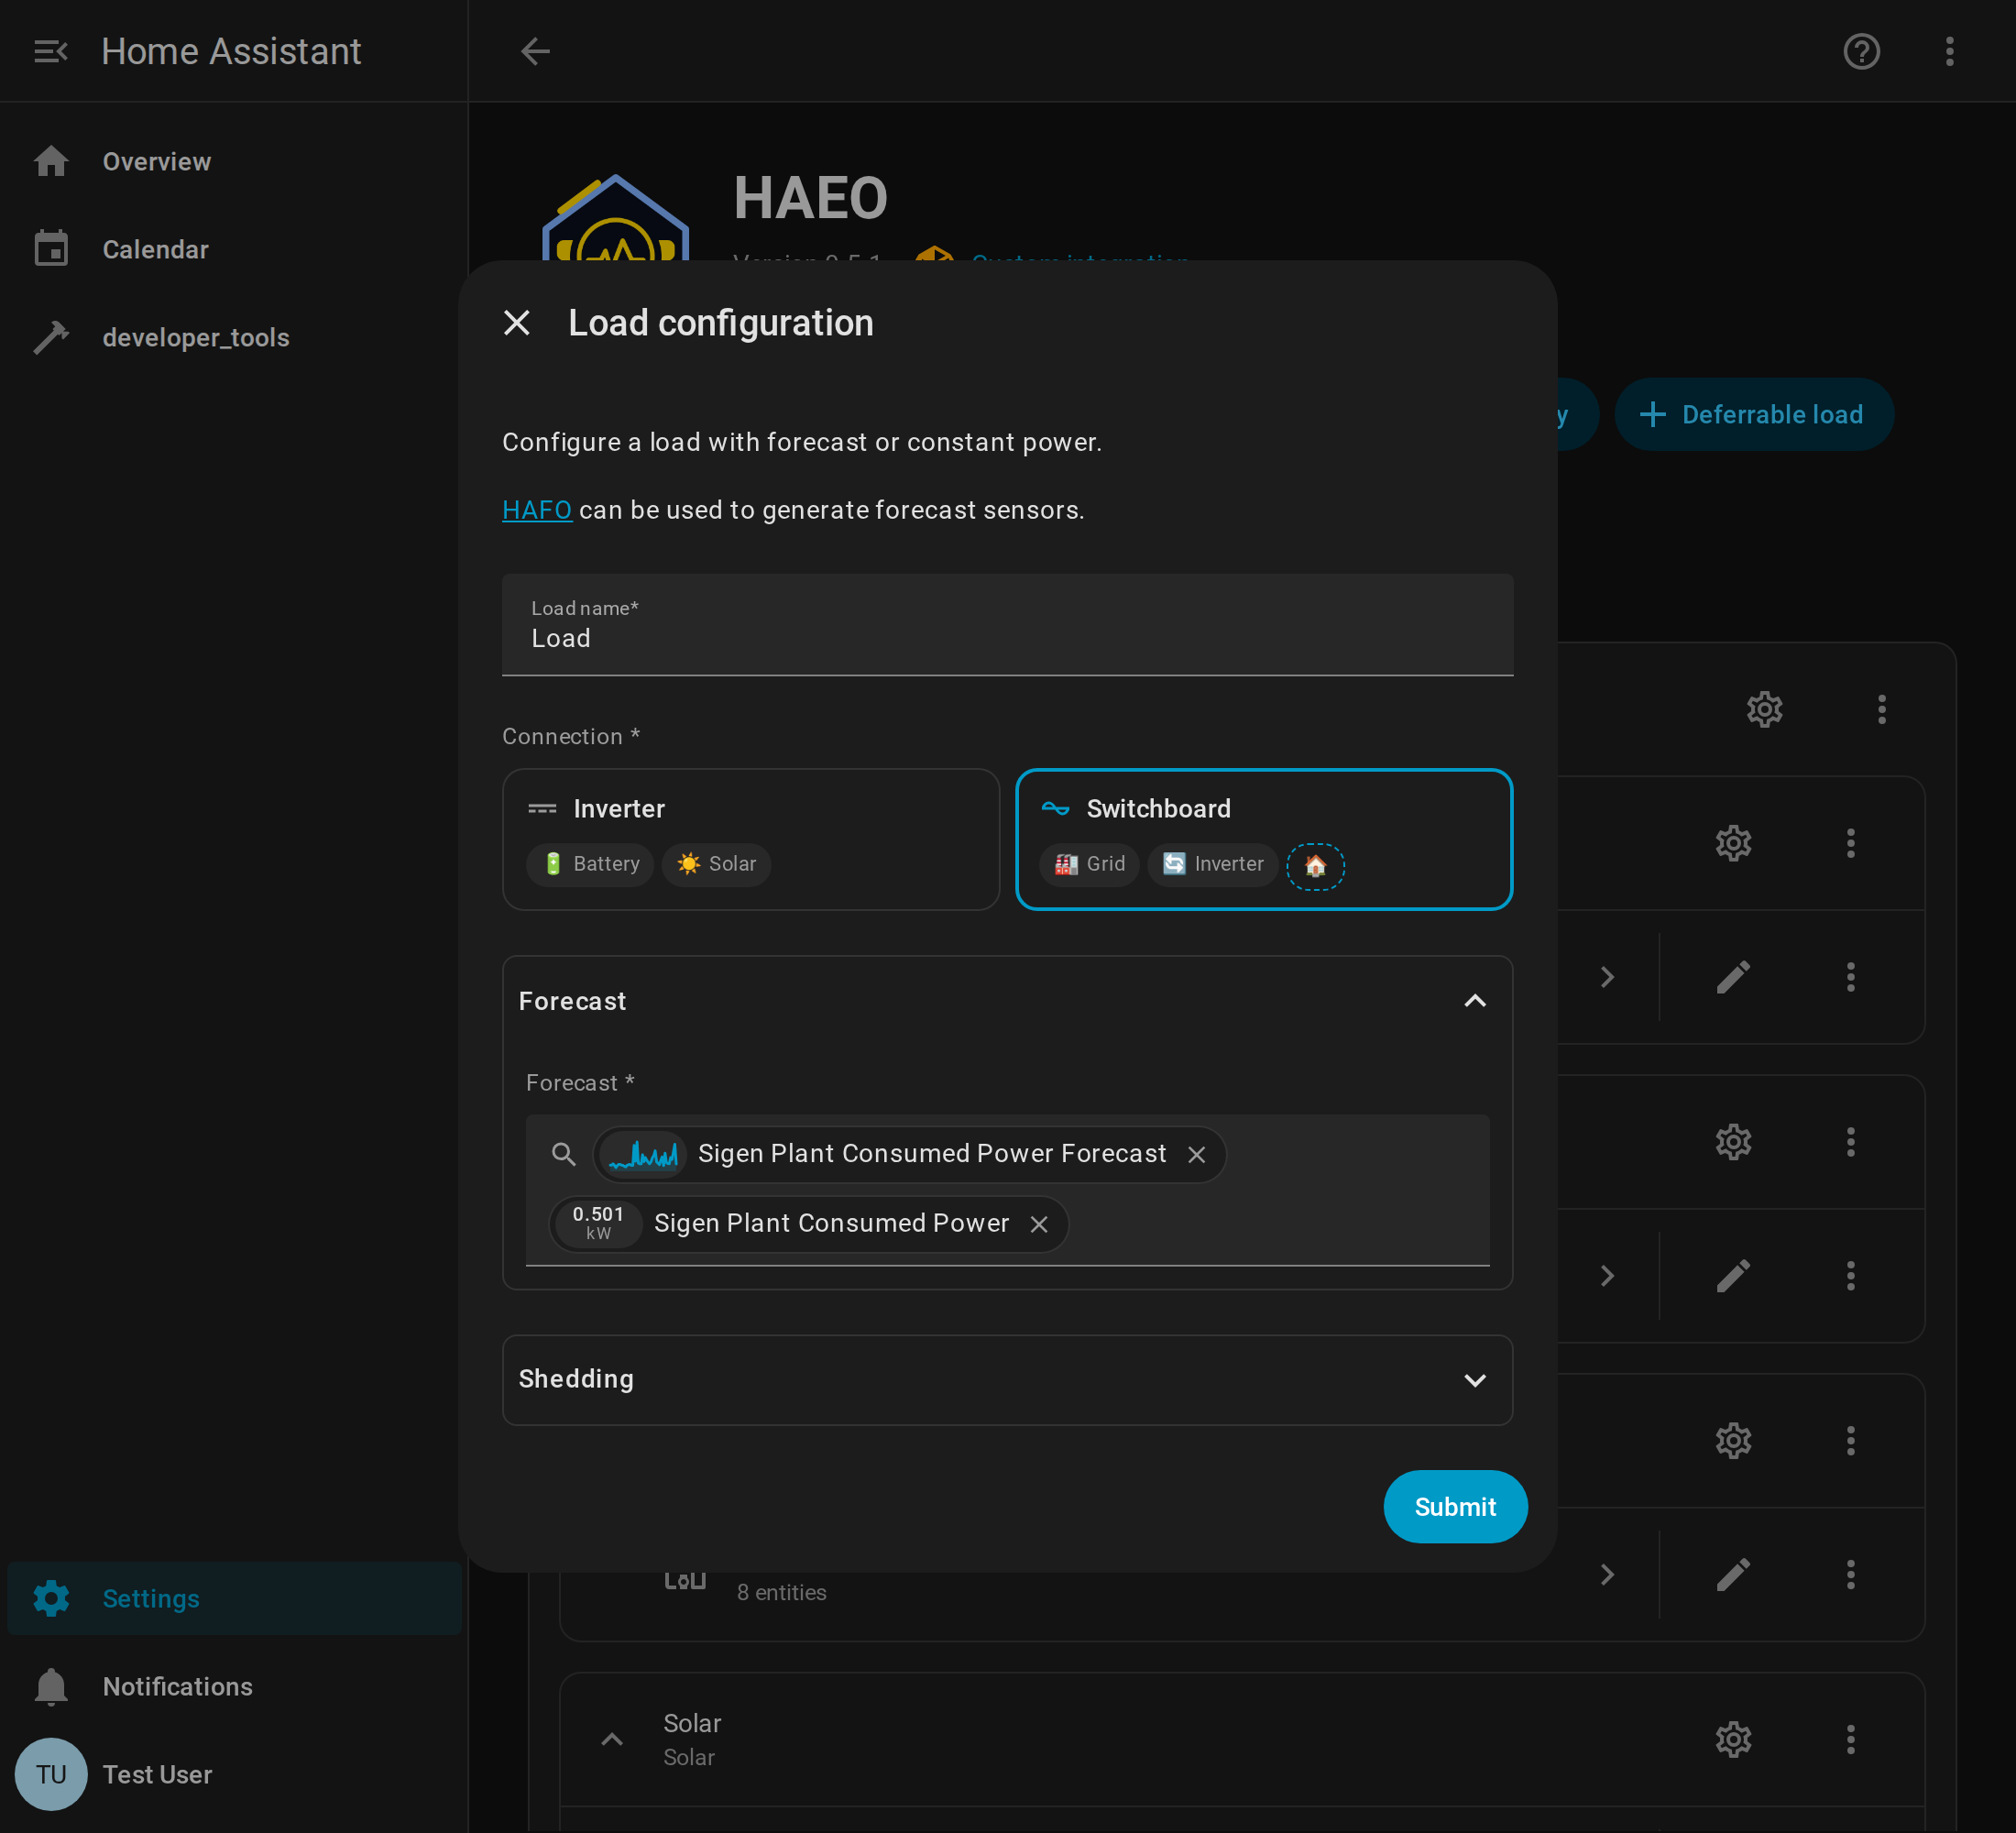 Home Assistant
Overview
Calendar
developer_tools
HAEO
Load configuration
Configure a load with forecast or constant power.
HAFO can be used to generate forecast sensors.
Load name*
Load
Connection *
Inverter
Battery
Solar
Switchboard
Grid
Inverter
Forecast
Forecast *
Sigen Plant Consumed Power Forecast
0.501
kW
Sigen Plant Consumed Power
Shedding
Submit
y
Deferrable load
8 entities
Solar
Solar
Settings
Notifications
TU
Test User